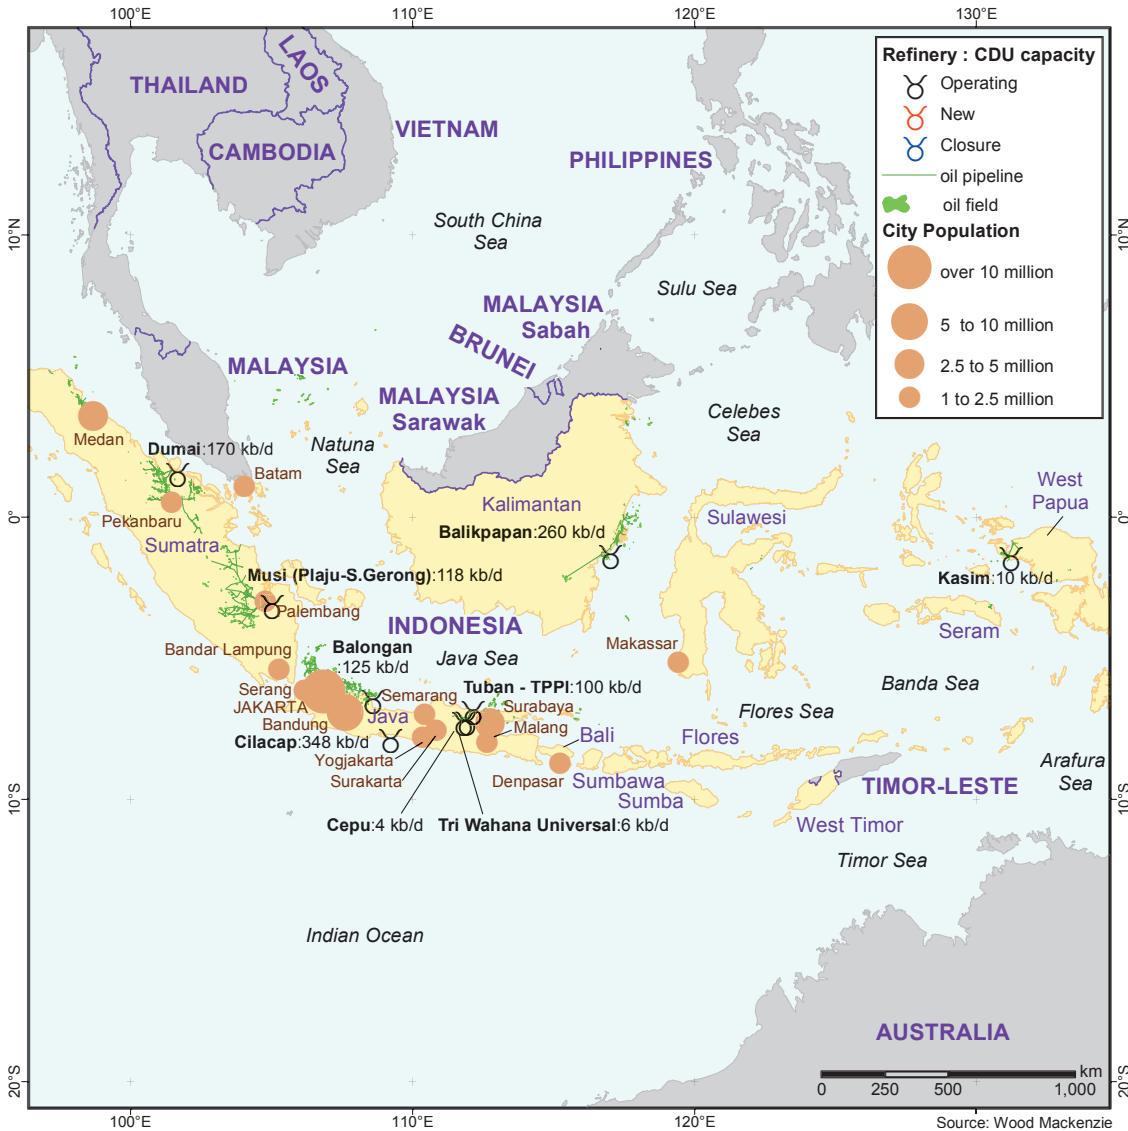 100°E
110°E
120°E
130°E
Refinery : CDU capacity
Operating
New
Closure
oil pipeline
oil field
City Population
over 10 million
5 to 10 million
2.5 to 5 million
1 to 2.5 million
LAOS
THAILAND
VIETNAM
CAMBODIA
PHILIPPINES
South China
Sea
10°N
10°N
Sulu Sea
MALAYSIA
Sabah
BRUNEI
MALAYSIA
MALAYSIA
Sarawak
Celebes
Sea
Medan
Natuna
Sea
Dumai:170 kb/d
Batam
West
Papua
Kalimantan
Pekanbaru
Sulawesi
0°
0°
Balikpapan:260 kb/d
Sumatra
Musi (Plaju-S.Gerong):118 kb/d
Kasim:10 kb/d
Palembang
INDONESIA
Seram
Bandar Lampung
Balongan
:125 kb/d
Java Sea
Makassar
Banda Sea
Serang
Semarang
Tuban - TPPI:100 kb/d
JAKARTA
Surabaya
Bandung
Java
Flores Sea
Malang
Cilacap:348 kb/d
Bali
Flores
Yogjakarta
Surakarta
Denpasar
Sumbawa
Sumba
Arafura
Sea
TIMOR-LESTE
10°S
10°S
Cepu:4 kb/d
Tri Wahana Universal:6 kb/d
West Timor
Timor Sea
Indian Ocean
AUSTRALIA
km
0
250
500
1,000
20°S
20°S
100°E
110°E
120°E
130°E
Source: Wood Mackenzie